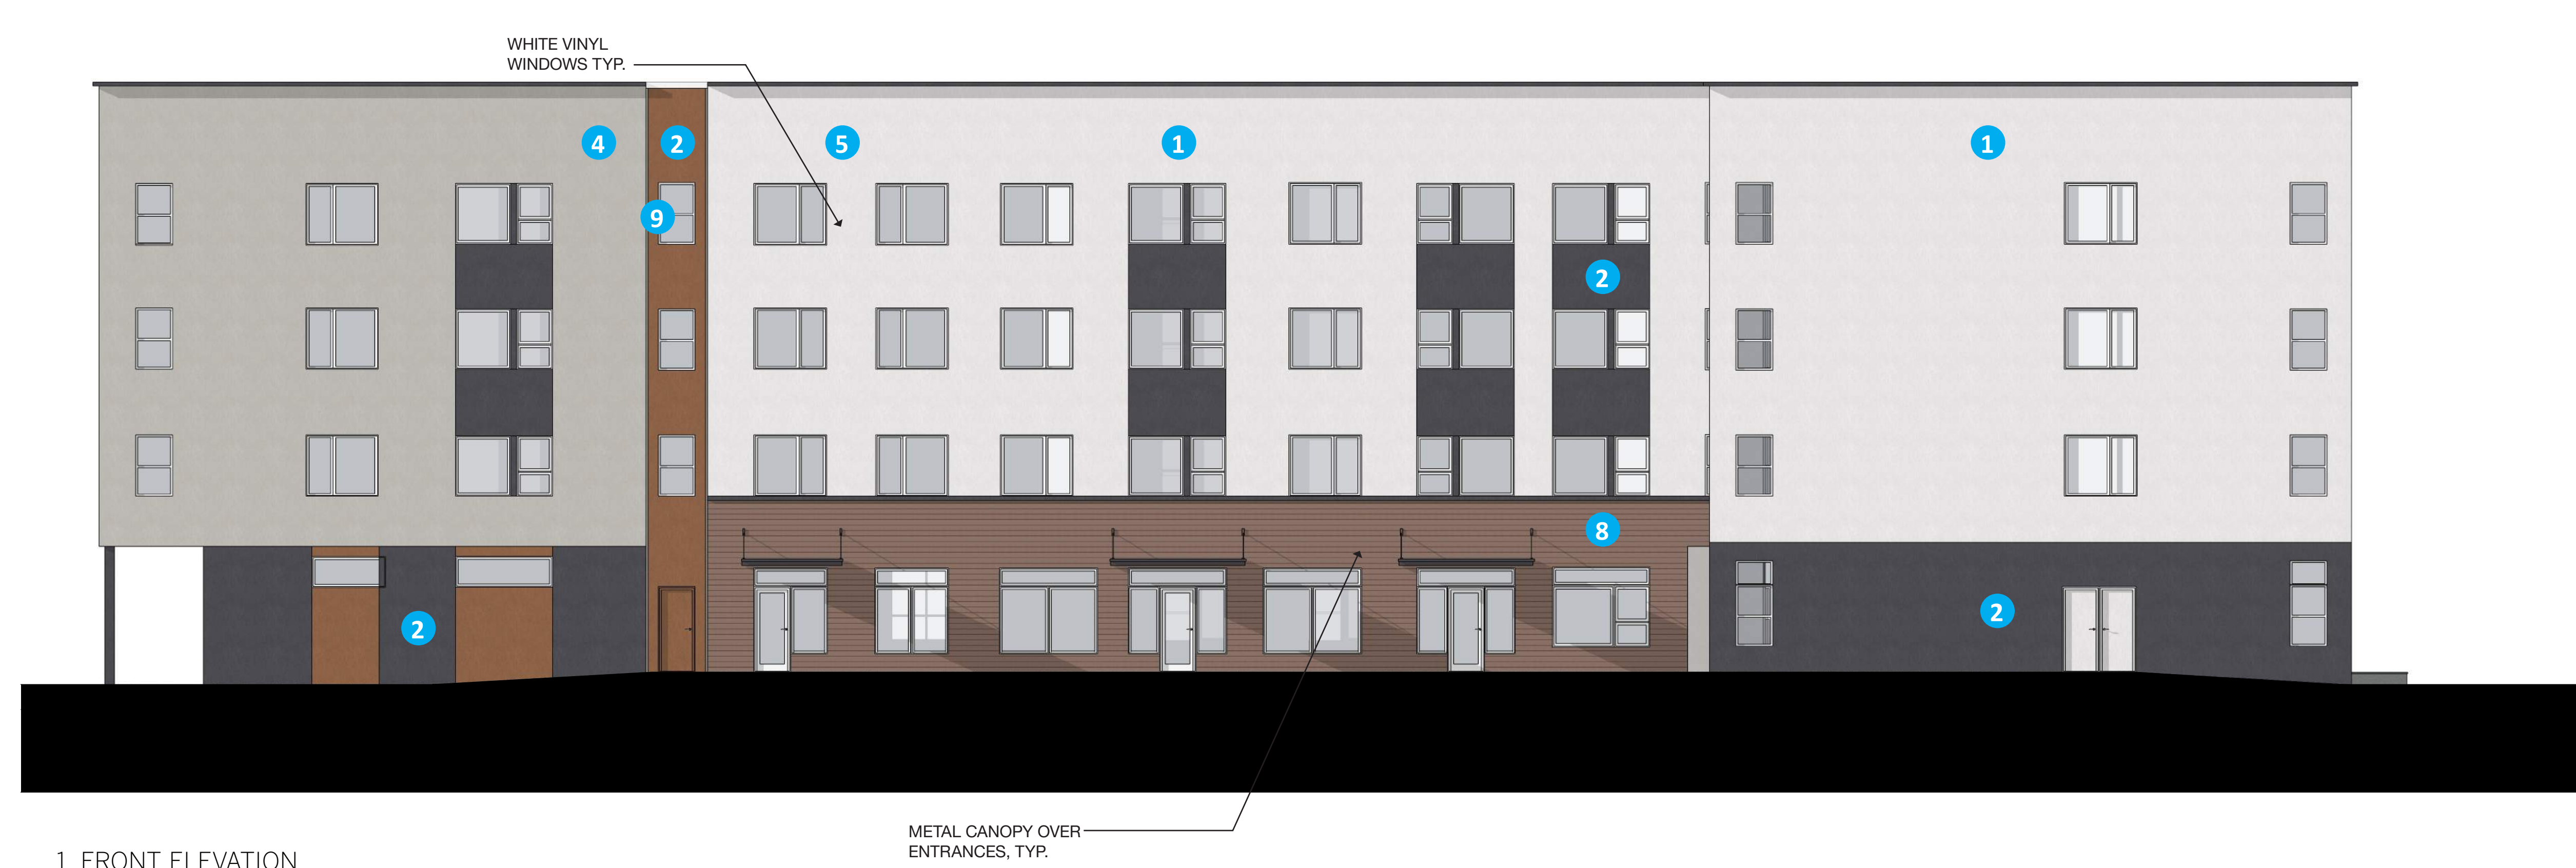 WHITE VINYL
WINDOWS TYP.
4
2
5
1
1
9
2
8
2
2
METAL CANOPY OVER
ENTRANCES, TYP.
1 FRONT ELEVATION